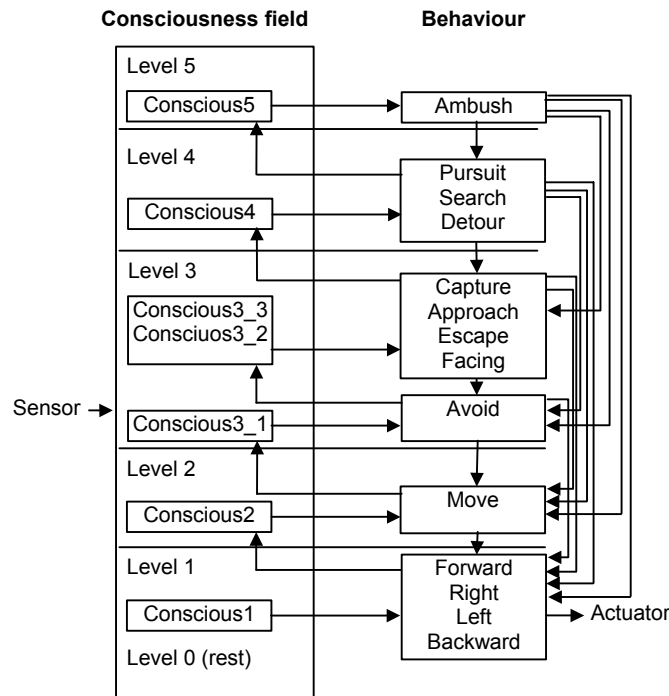 Consciousness field
Behaviour
Level 5
Conscious5
Ambush
Level 4
Pursuit
Search
Detour
Conscious4
Level 3
Capture
Approach
Escape
Facing
Conscious3_3
Consciuos3_2
Sensor
Conscious3_1
Avoid
Level 2
Conscious2
Move
Level 1
Forward
Right
Left
Backward
Conscious1
Actuator
Level 0 (rest)